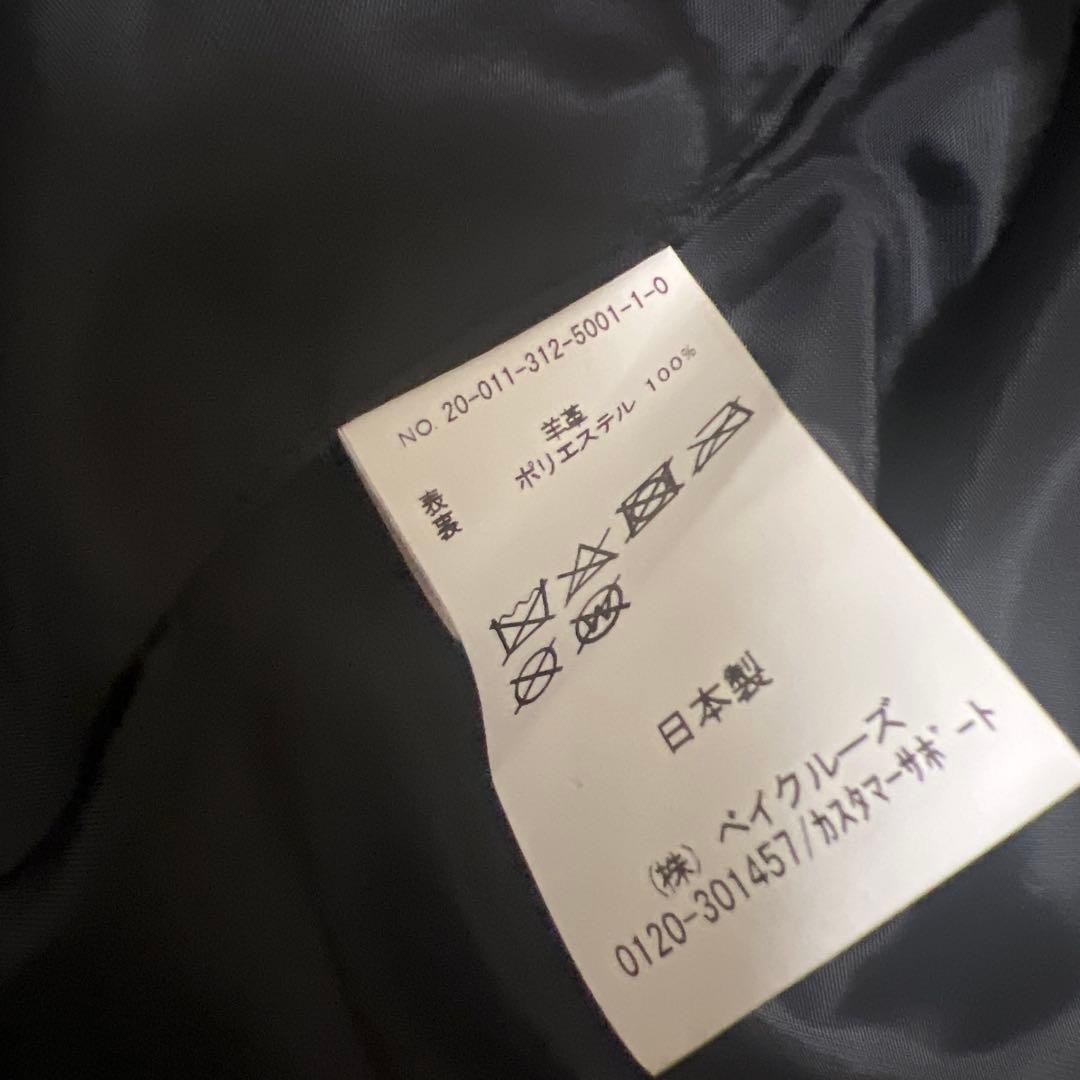 NO. 20-011-312-5001-1-0
表 羊革
裏 ポリエステル 100%
日本製
(株) ベイクルーズ
0120-301457/カスタマーサポート